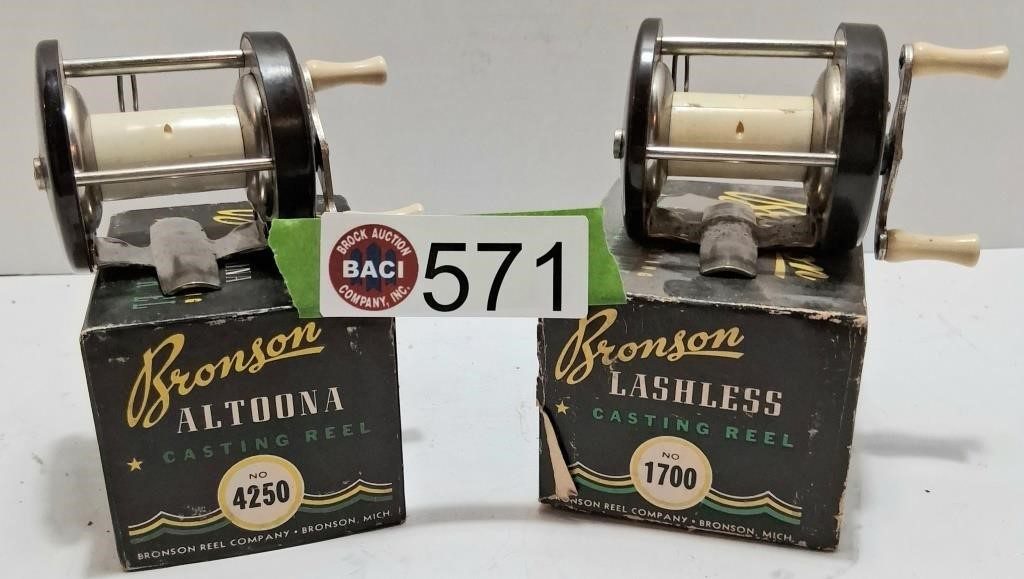 BROCK AUCTION
BACI
COMPANY, INC.
571
Bronson
ALTOONA
CASTING REEL
NO
4250
BRONSON REEL COMPANY • BRONSON, MICH.
Bronson
LASHLESS
CASTING REEL
NO
1700
BRONSON REEL COMPANY • BRONSON, MICH.